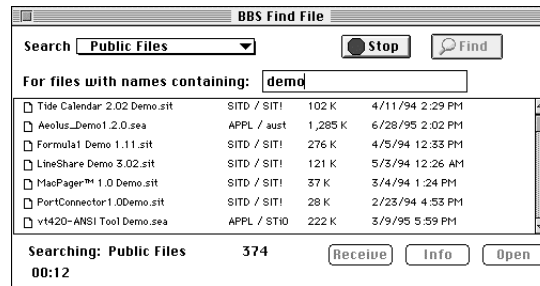 BBS Find File
Search Public Files Stop Find
For files with names containing: demo
Tide Calendar 2.02 Demo.sit SITD / SIT! 102 K 4/11/94 2:29 PM
Aeolus_Demo1.2.0.sea APPL / aust 1,285 K 6/28/95 2:02 PM
Formula1 Demo 1.11.sit SITD / SIT! 276 K 4/5/94 12:33 PM
LineShare Demo 3.02.sit SITD / SIT! 121 K 5/3/94 12:26 AM
MacPager™ 1.0 Demo.sit SITD / SIT! 37 K 3/4/94 1:24 PM
PortConnector1.0Demo.sit SITD / SIT! 28 K 2/23/94 4:53 PM
vt420-ANSI Tool Demo.sea APPL / STi0 222 K 3/9/95 5:59 PM
Searching: Public Files 374 Receive Info Open
00:12